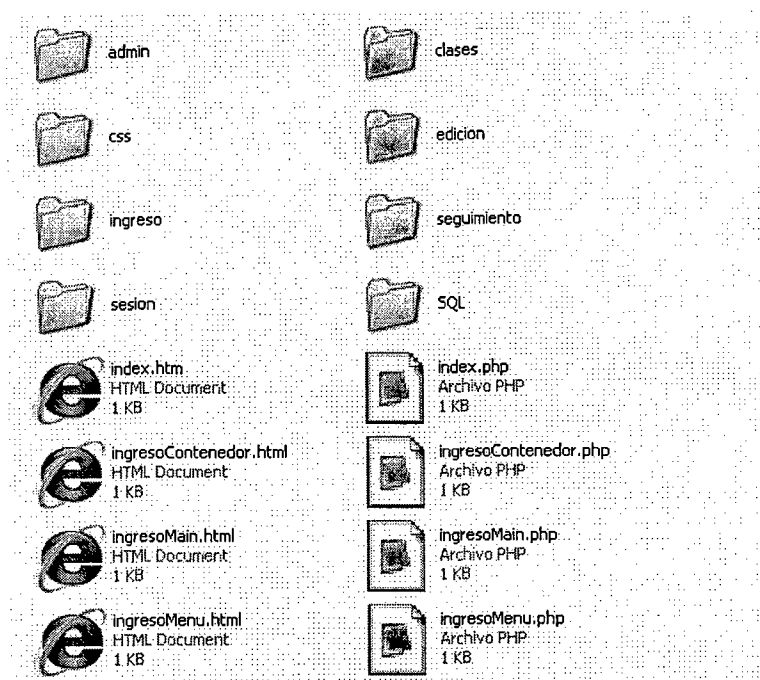 admin
clases
css
edicion
ingreso
seguimiento
sesion
SQL
index.htm
HTML Document
1 KB
index.php
Archivo PHP
1 KB
ingresoContenedor.html
HTML Document
1 KB
ingresoContenedor.php
Archivo PHP
1 KB
ingresoMain.html
HTML Document
1 KB
ingresoMain.php
Archivo PHP
1 KB
ingresoMenu.html
HTML Document
1 KB
ingresoMenu.php
Archivo PHP
1 KB